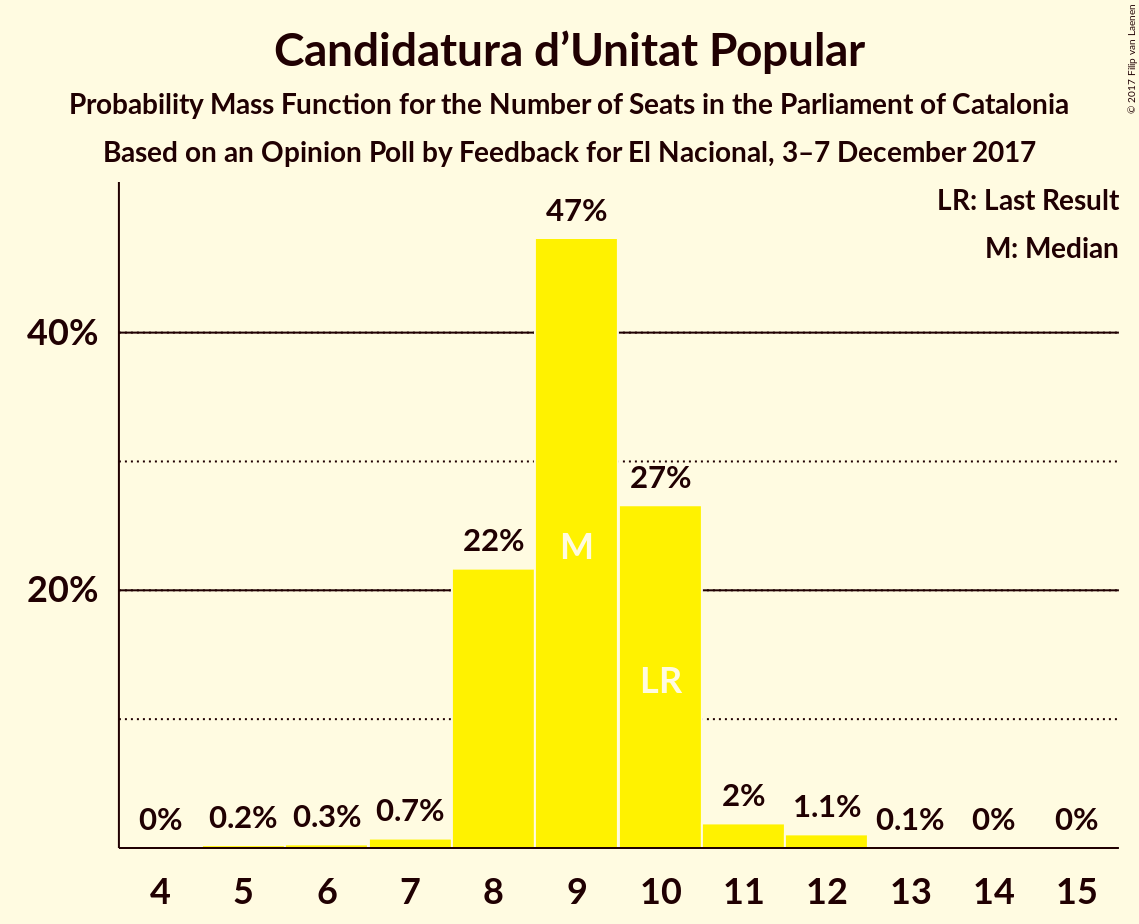 Candidatura d’Unitat Popular
Probability Mass Function for the Number of Seats in the Parliament of Catalonia
Based on an Opinion Poll by Feedback for El Nacional, 3–7 December 2017
© 2017 Filip van Laenen
LR: Last Result
M: Median
47%
40%
27%
22%
M
20%
LR
0% 0.2% 0.3% 0.7% 2% 1.1% 0.1% 0% 0%
4 5 6 7 8 9 10 11 12 13 14 15